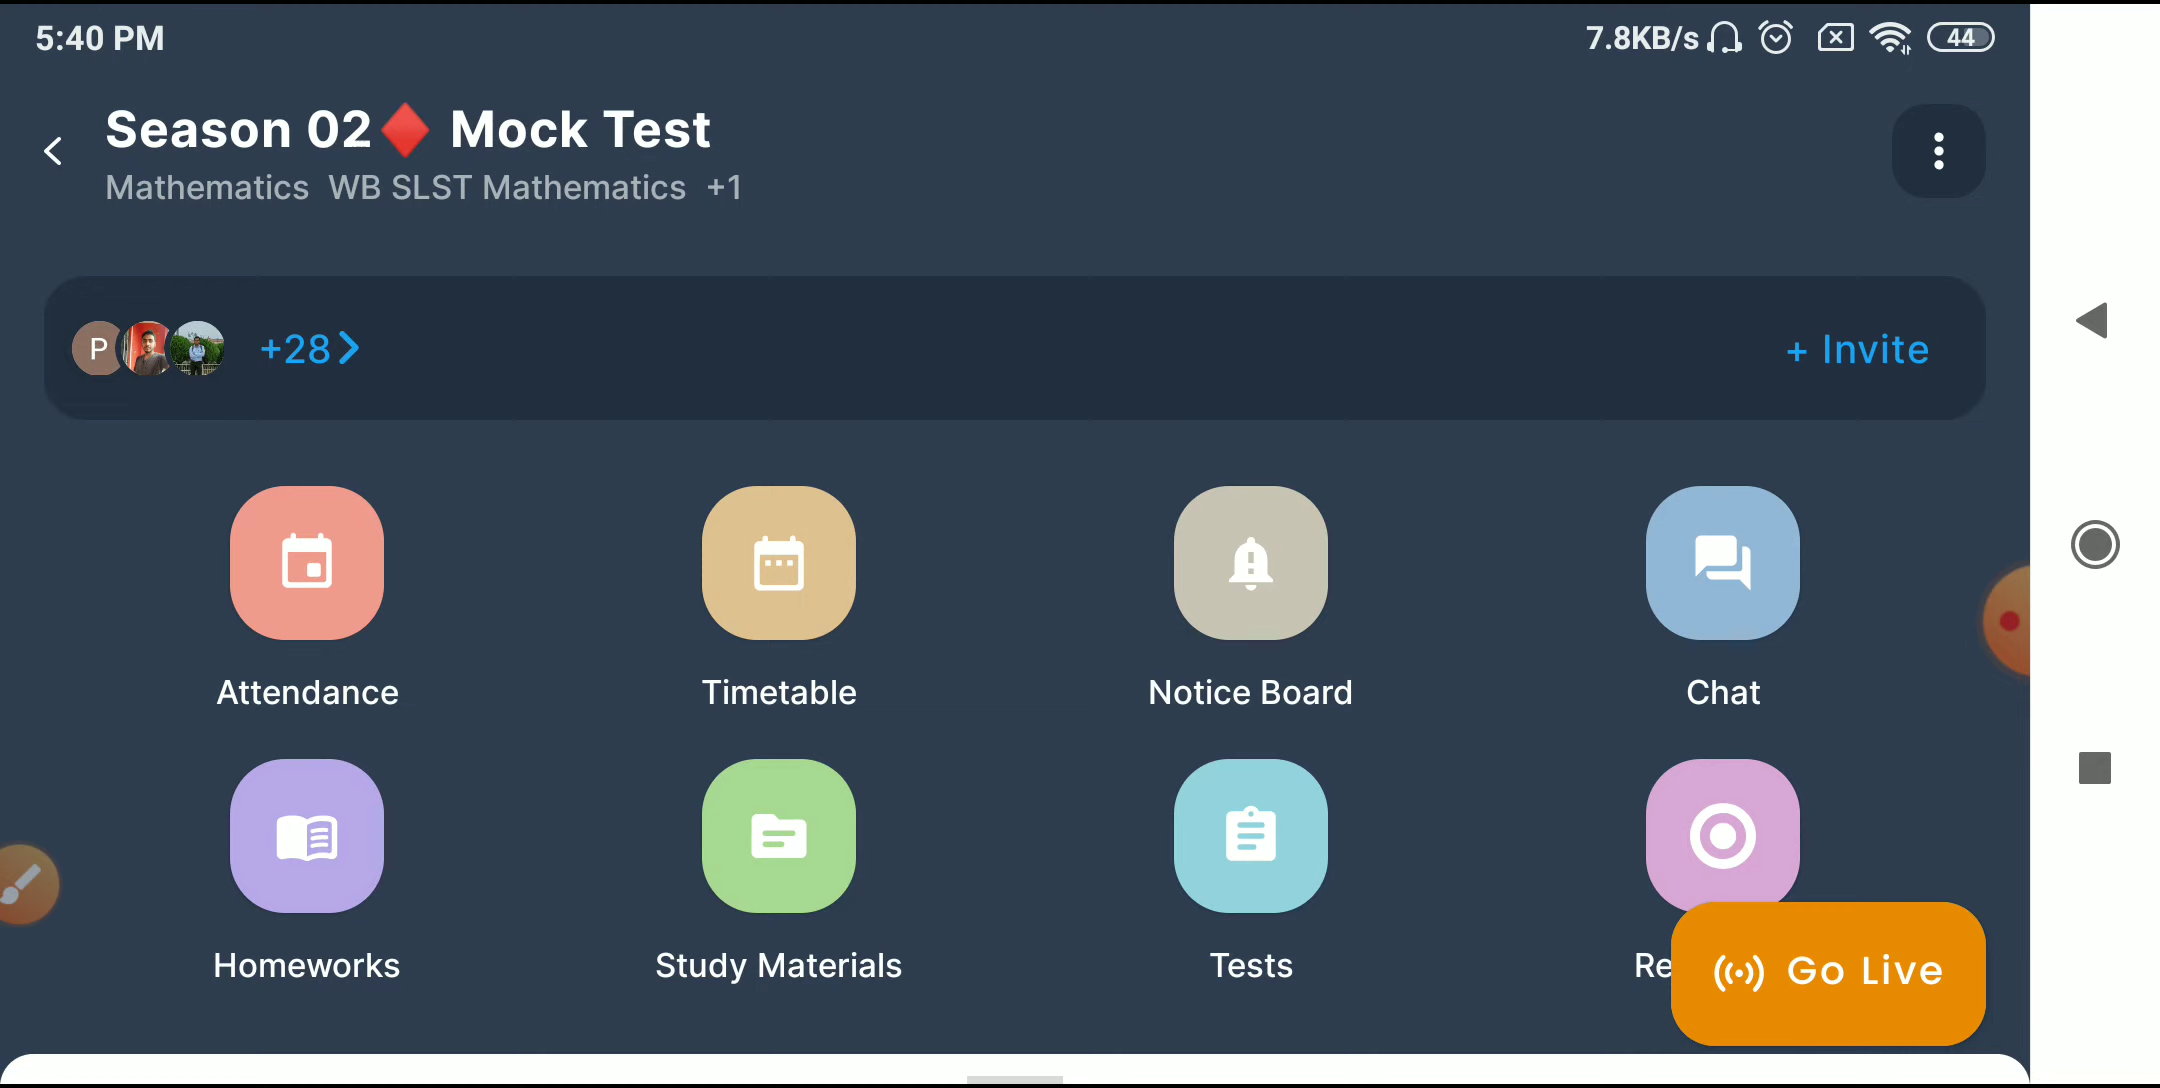 5:40 PM
7.8KB/s
44
Season 02 Mock Test
Mathematics WB SLST Mathematics +1
P
+28
+ Invite
Attendance
Timetable
Notice Board
Chat
Homeworks
Study Materials
Tests
Re
Go Live